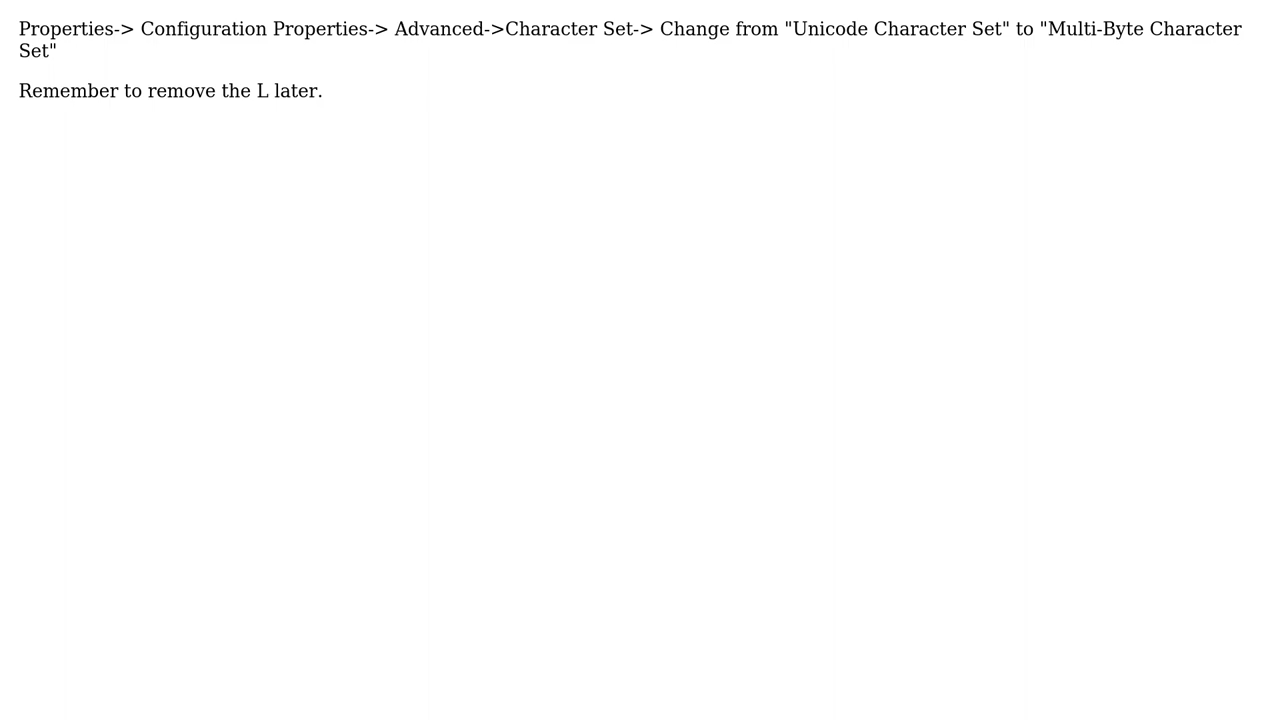 Properties-> Configuration Properties-> Advanced->Character Set-> Change from "Unicode Character Set" to "Multi-Byte Character
Set"
Remember to remove the L later.